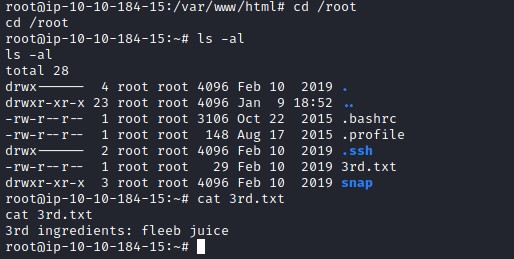 root@ip-10-10-184-15:/var/www/html# cd /root
cd /root
root@ip-10-10-184-15:~# ls -al
ls -al
total 28
drwx------  4 root root 4096 Feb 10  2019 .
drwxr-xr-x 23 root root 4096 Jan  9 18:52 ..
-rw-r--r--  1 root root 3106 Oct 22  2015 .bashrc
-rw-r--r--  1 root root  148 Aug 17  2015 .profile
drwx------  2 root root 4096 Feb 10  2019 .ssh
-rw-r--r--  1 root root   29 Feb 10  2019 3rd.txt
drwxr-xr-x  3 root root 4096 Feb 10  2019 snap
root@ip-10-10-184-15:~# cat 3rd.txt
cat 3rd.txt
3rd ingredients: fleeb juice
root@ip-10-10-184-15:~#